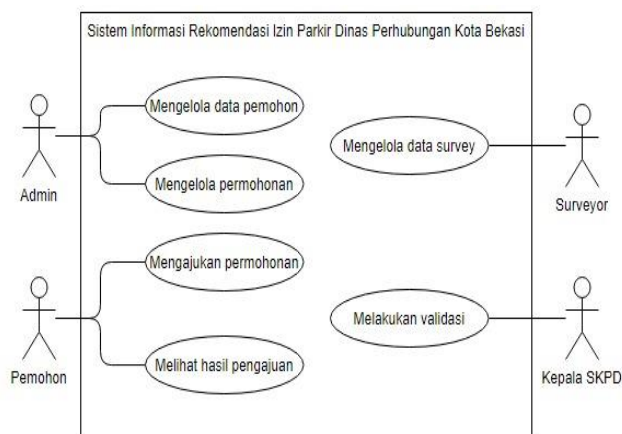 Sistem Informasi Rekomendasi Izin Parkir Dinas Perhubungan Kota Bekasi
Mengelola data pemohon
Mengelola data survey
Mengelola permohonan
Admin
Surveyor
Mengajukan permohonan
Melakukan validasi
Melihat hasil pengajuan
Pemohon
Kepala SKPD